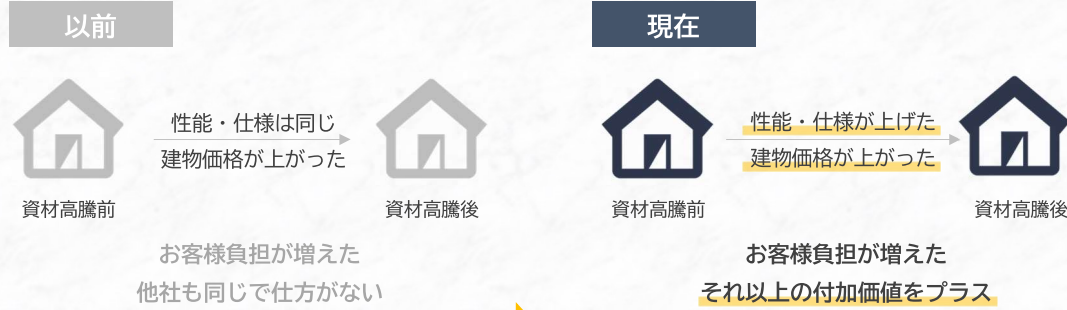 以前
性能・仕様は同じ
建物価格が上がった
資材高騰前
資材高騰後
お客様負担が増えた
他社も同じで仕方がない
現在
性能・仕様が上げた
建物価格が上がった
資材高騰前
資材高騰後
お客様負担が増えた
それ以上の付加価値をプラス